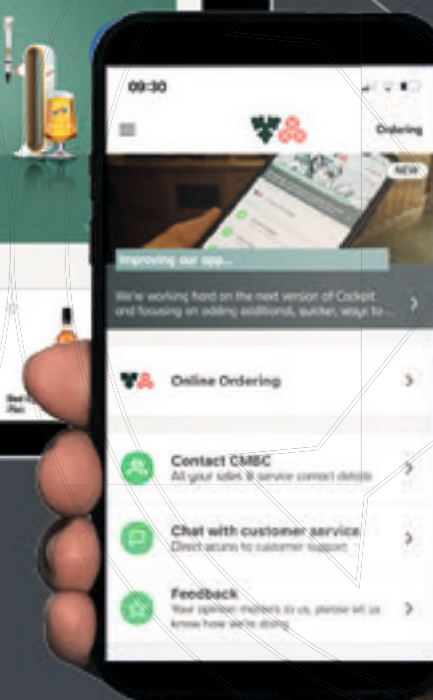 09:30
Ordering
NEW
Improving our app...
We're working hard on the next version of Cockpit
and focusing on adding additional, quicker, ways to ...
Online Ordering
Contact CMBC
All your sales & service contact details
Chat with customer service
Direct access to customer support
Feedback
Your opinion matters to us, please let us
know how we're doing